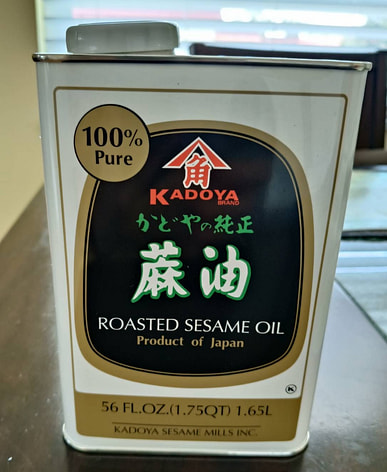 100%
Pure
角
KADOYA
BRAND
かどやの純正
蔴油
ROASTED SESAME OIL
Product of Japan
K
56 FL.OZ.(1.75QT) 1.65L
KADOYA SESAME MILLS INC.